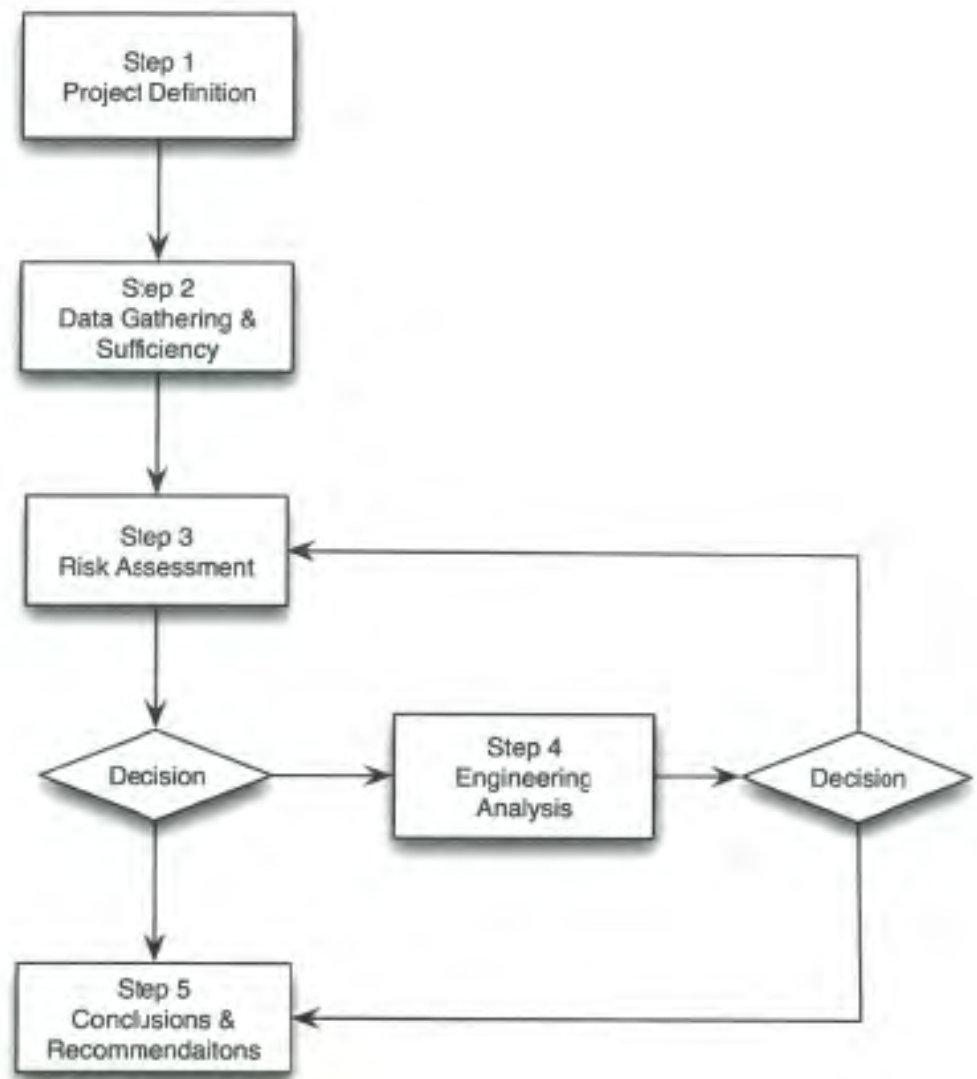 Step 1
Project Definition
Step 2
Data Gathering &
Sufficiency
Step 3
Risk Assessment
Decision
Step 4
Engineering
Analysis
Decision
Step 5
Conclusions &
Recommendaitons